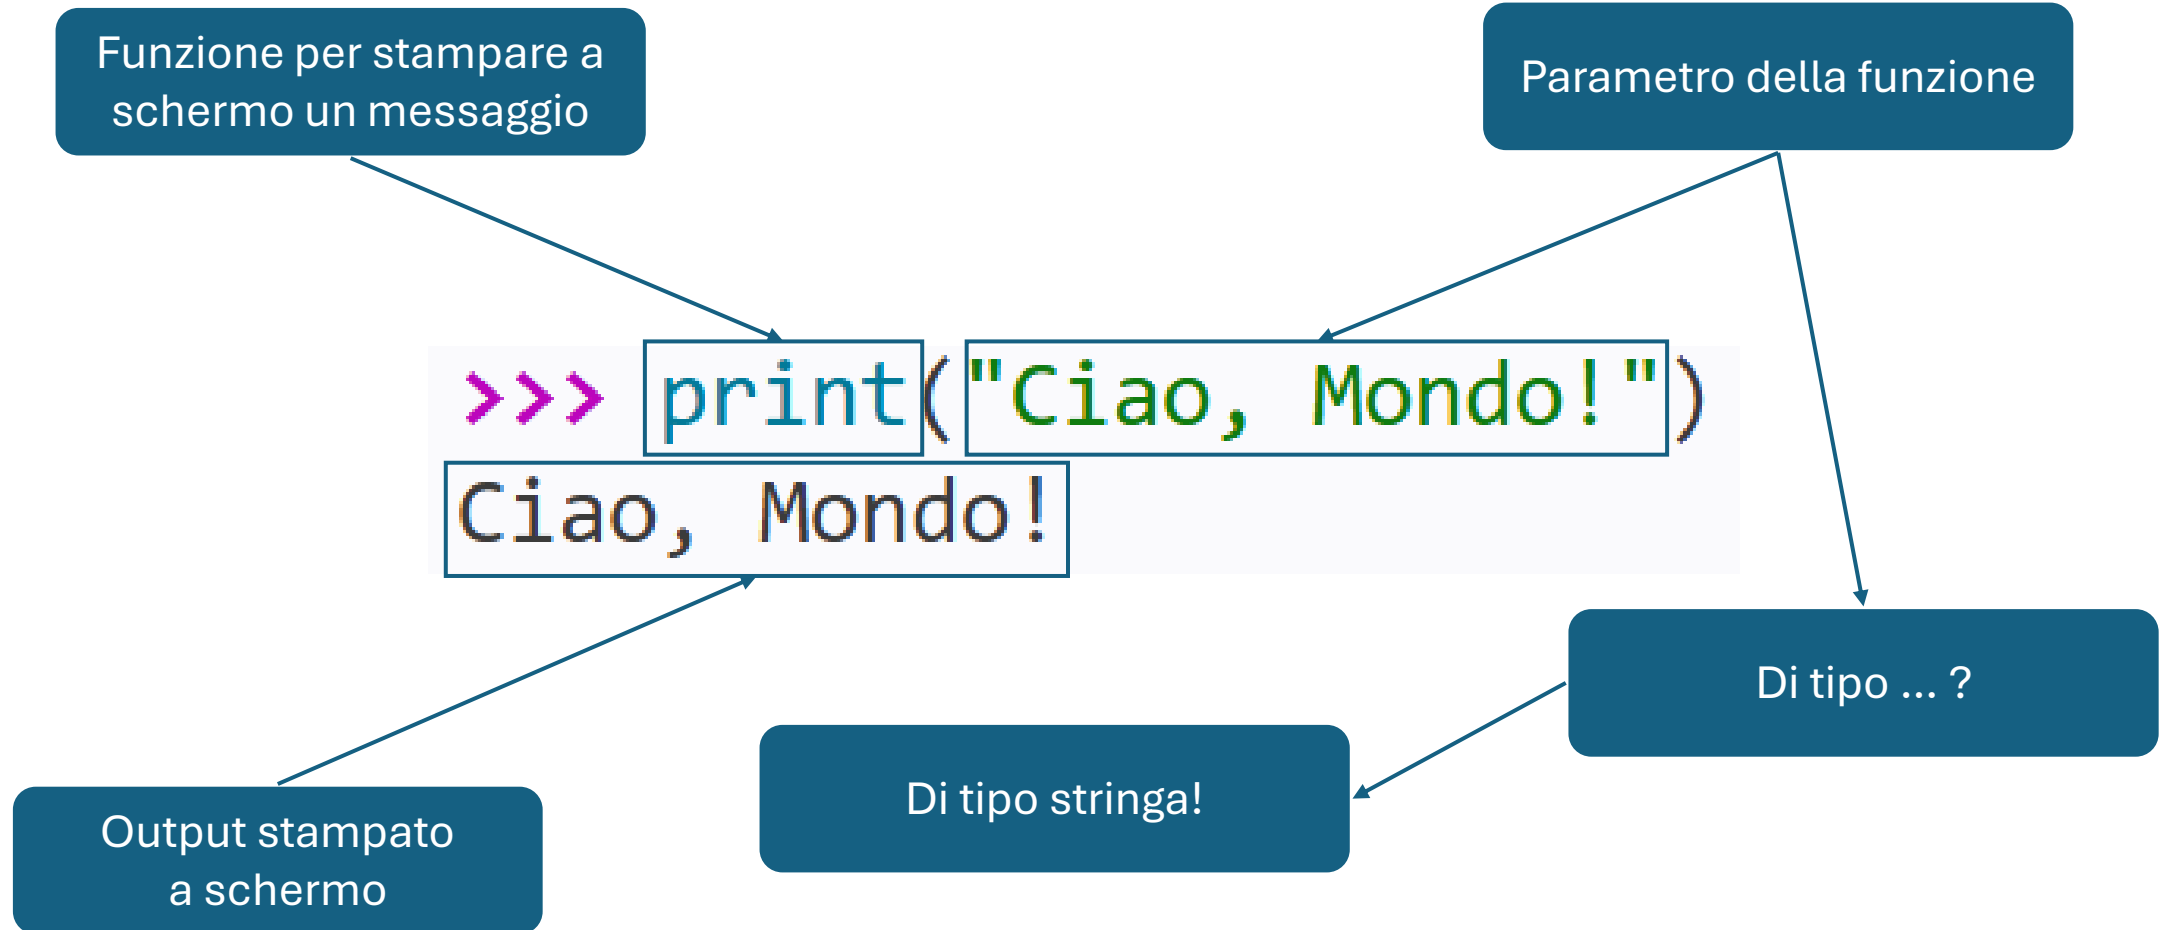 Funzione per stampare a
schermo un messaggio
Parametro della funzione
>>> print("Ciao, Mondo!")
Ciao, Mondo!
Di tipo ... ?
Di tipo stringa!
Output stampato
a schermo